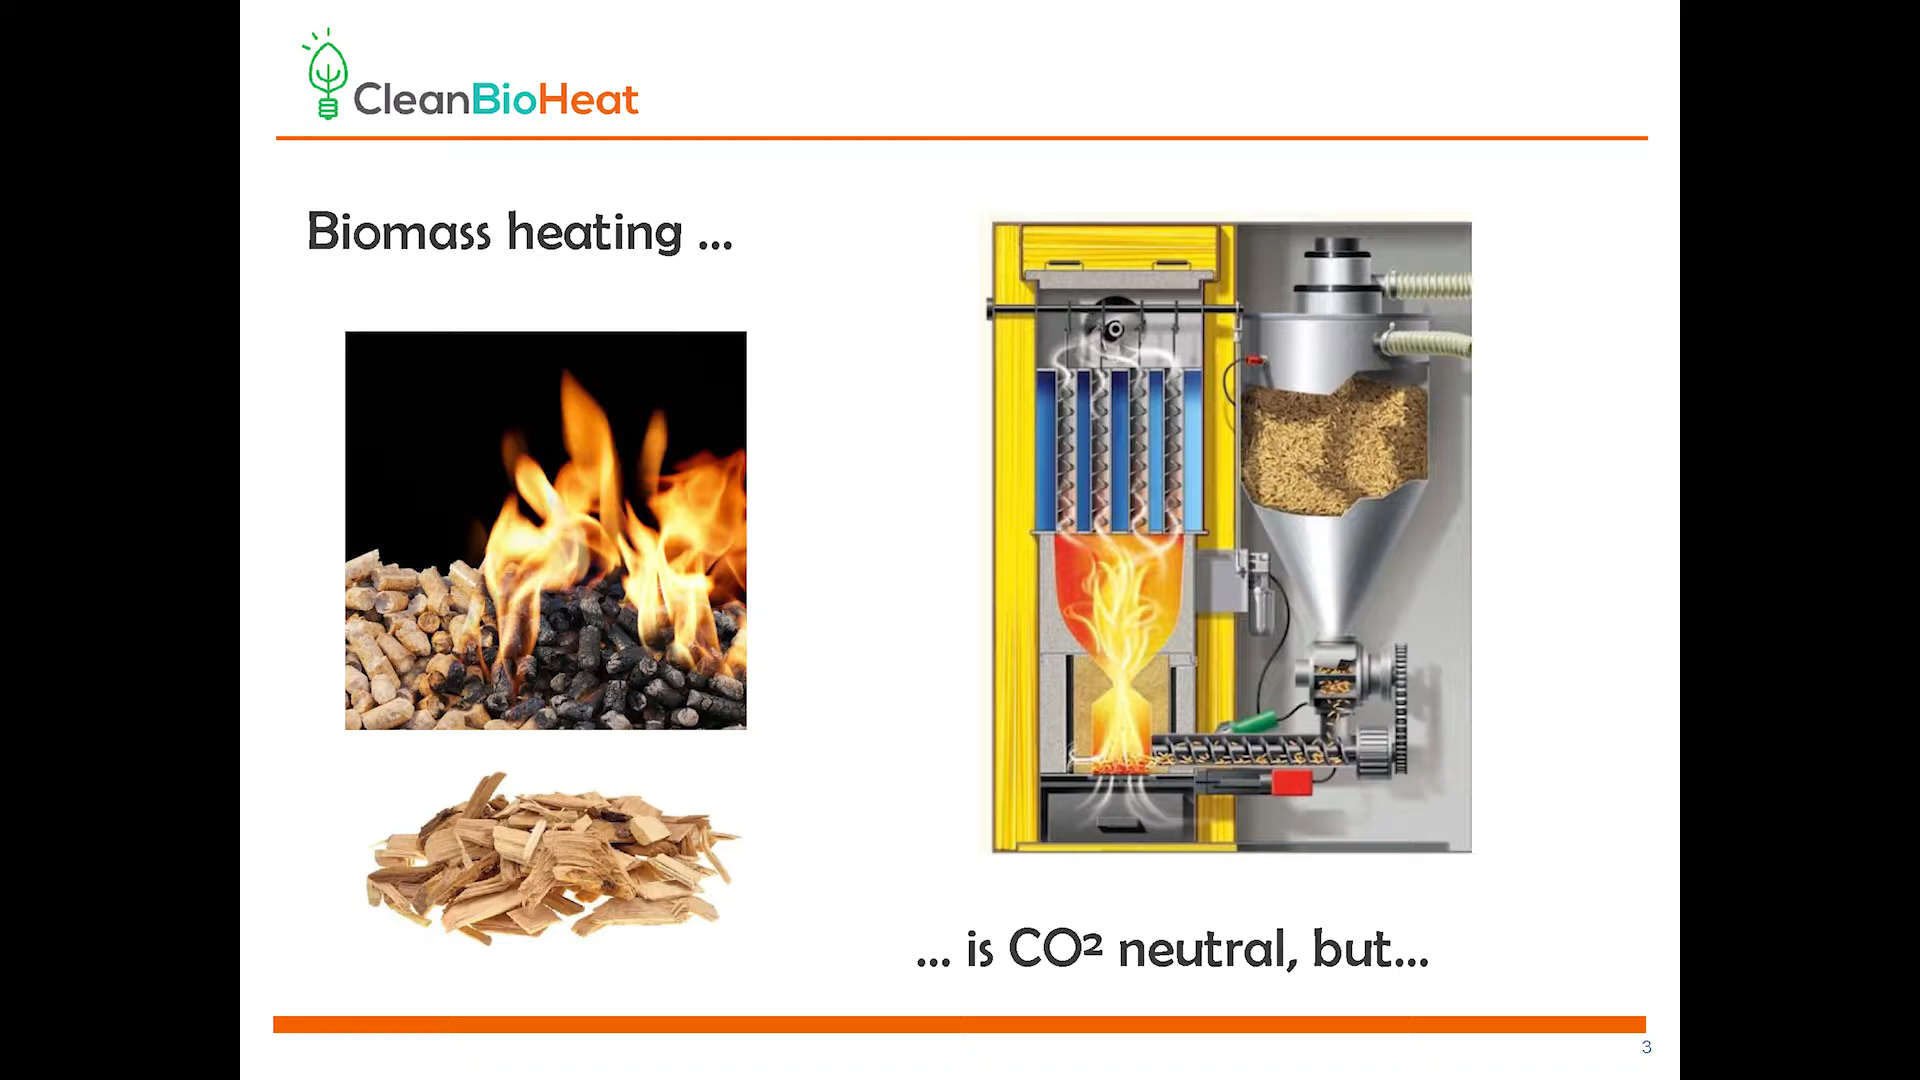 CleanBioHeat
Biomass heating ...
... is CO² neutral, but...
3